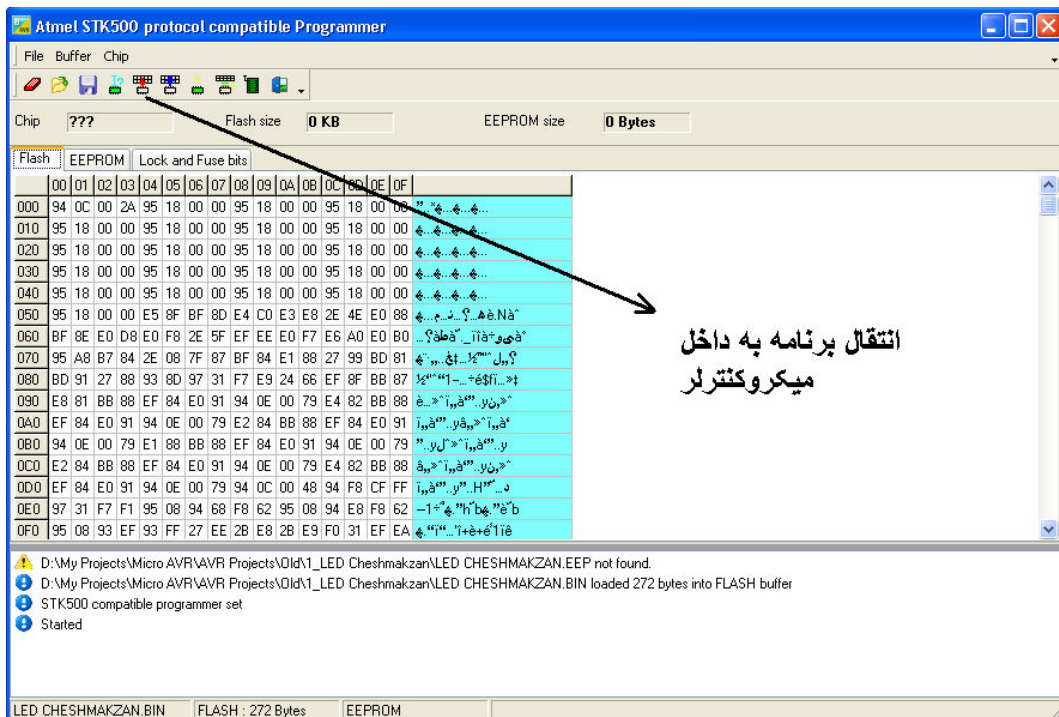 Atmel STK500 protocol compatible Programmer
File Buffer Chip
Chip ??? Flash size 0 KB EEPROM size 0 Bytes
Flash EEPROM Lock and Fuse bits
00 01 02 03 04 05 06 07 08 09 0A 0B 0C 0D 0E 0F
000 94 0C 00 2A 95 18 00 00 95 18 00 00 95 18 00 00
010 95 18 00 00 95 18 00 00 95 18 00 00 95 18 00 00
020 95 18 00 00 95 18 00 00 95 18 00 00 95 18 00 00
030 95 18 00 00 95 18 00 00 95 18 00 00 95 18 00 00
040 95 18 00 00 95 18 00 00 95 18 00 00 95 18 00 00
050 95 18 00 00 E5 8F BF 8D E4 C0 E3 E8 2E 4E E0 88
060 BF 8E E0 D8 E0 F8 2E 5F EF EE E0 F7 E6 A0 E0 B0
070 95 A8 B7 84 2E 08 7F 87 BF 84 E1 88 27 99 BD 81
080 BD 91 27 88 93 8D 97 31 F7 E9 24 66 EF 8F BB 87
090 E8 81 BB 88 EF 84 E0 91 94 0E 00 79 E4 82 BB 88
0A0 EF 84 E0 91 94 0E 00 79 E2 84 BB 88 EF 84 E0 91
0B0 94 0E 00 79 E1 88 BB 88 EF 84 E0 91 94 0E 00 79
0C0 E2 84 BB 88 EF 84 E0 91 94 0E 00 79 E4 82 BB 88
0D0 EF 84 E0 91 94 0E 00 79 94 0C 00 48 94 F8 CF FF
0E0 97 31 F7 F1 95 08 94 68 F8 62 95 08 94 E8 F8 62
0F0 95 08 93 EF 93 FF 27 EE 2B E8 2B E9 F0 31 EF EA
انتقال برنامه به داخل
میکروکنترلر
D:\My Projects\Micro AVR\AVR Projects\Old\1_LED Cheshmakzan\LED CHESHMAKZAN.EEP not found.
D:\My Projects\Micro AVR\AVR Projects\Old\1_LED Cheshmakzan\LED CHESHMAKZAN.BIN loaded 272 bytes into FLASH buffer
STK500 compatible programmer set
Started
LED CHESHMAKZAN.BIN FLASH : 272 Bytes EEPROM